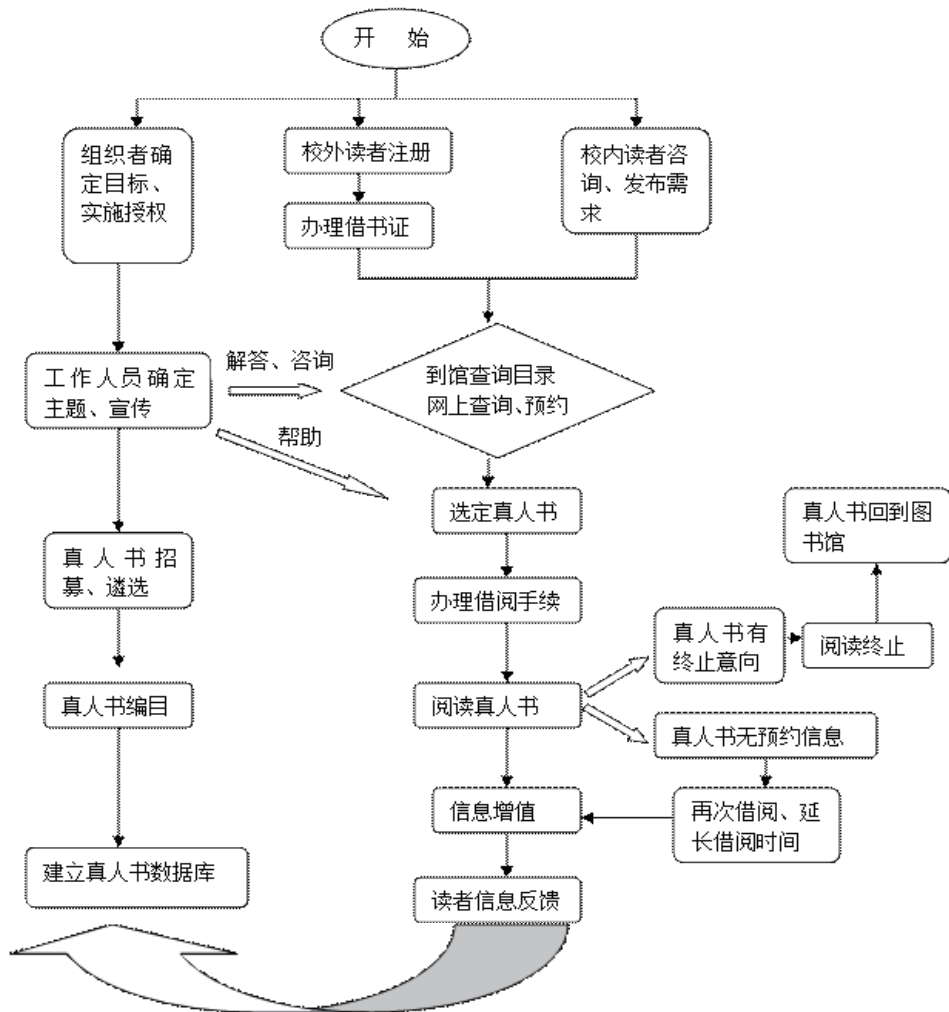 开 始
组织者确
定目标、
实施授权
校外读者注册
校内读者咨
询、发布需
求
办理借书证
工作人员确定
主题、宣传
解答、咨询
到馆查询目录
网上查询、预约
帮助
选定真人书
真人书回到图
书馆
真人书招
募、遴选
办理借阅手续
真人书有
终止意向
阅读终止
真人书编目
阅读真人书
真人书无预约信息
信息增值
再次借阅、延
长借阅时间
建立真人书数据库
读者信息反馈